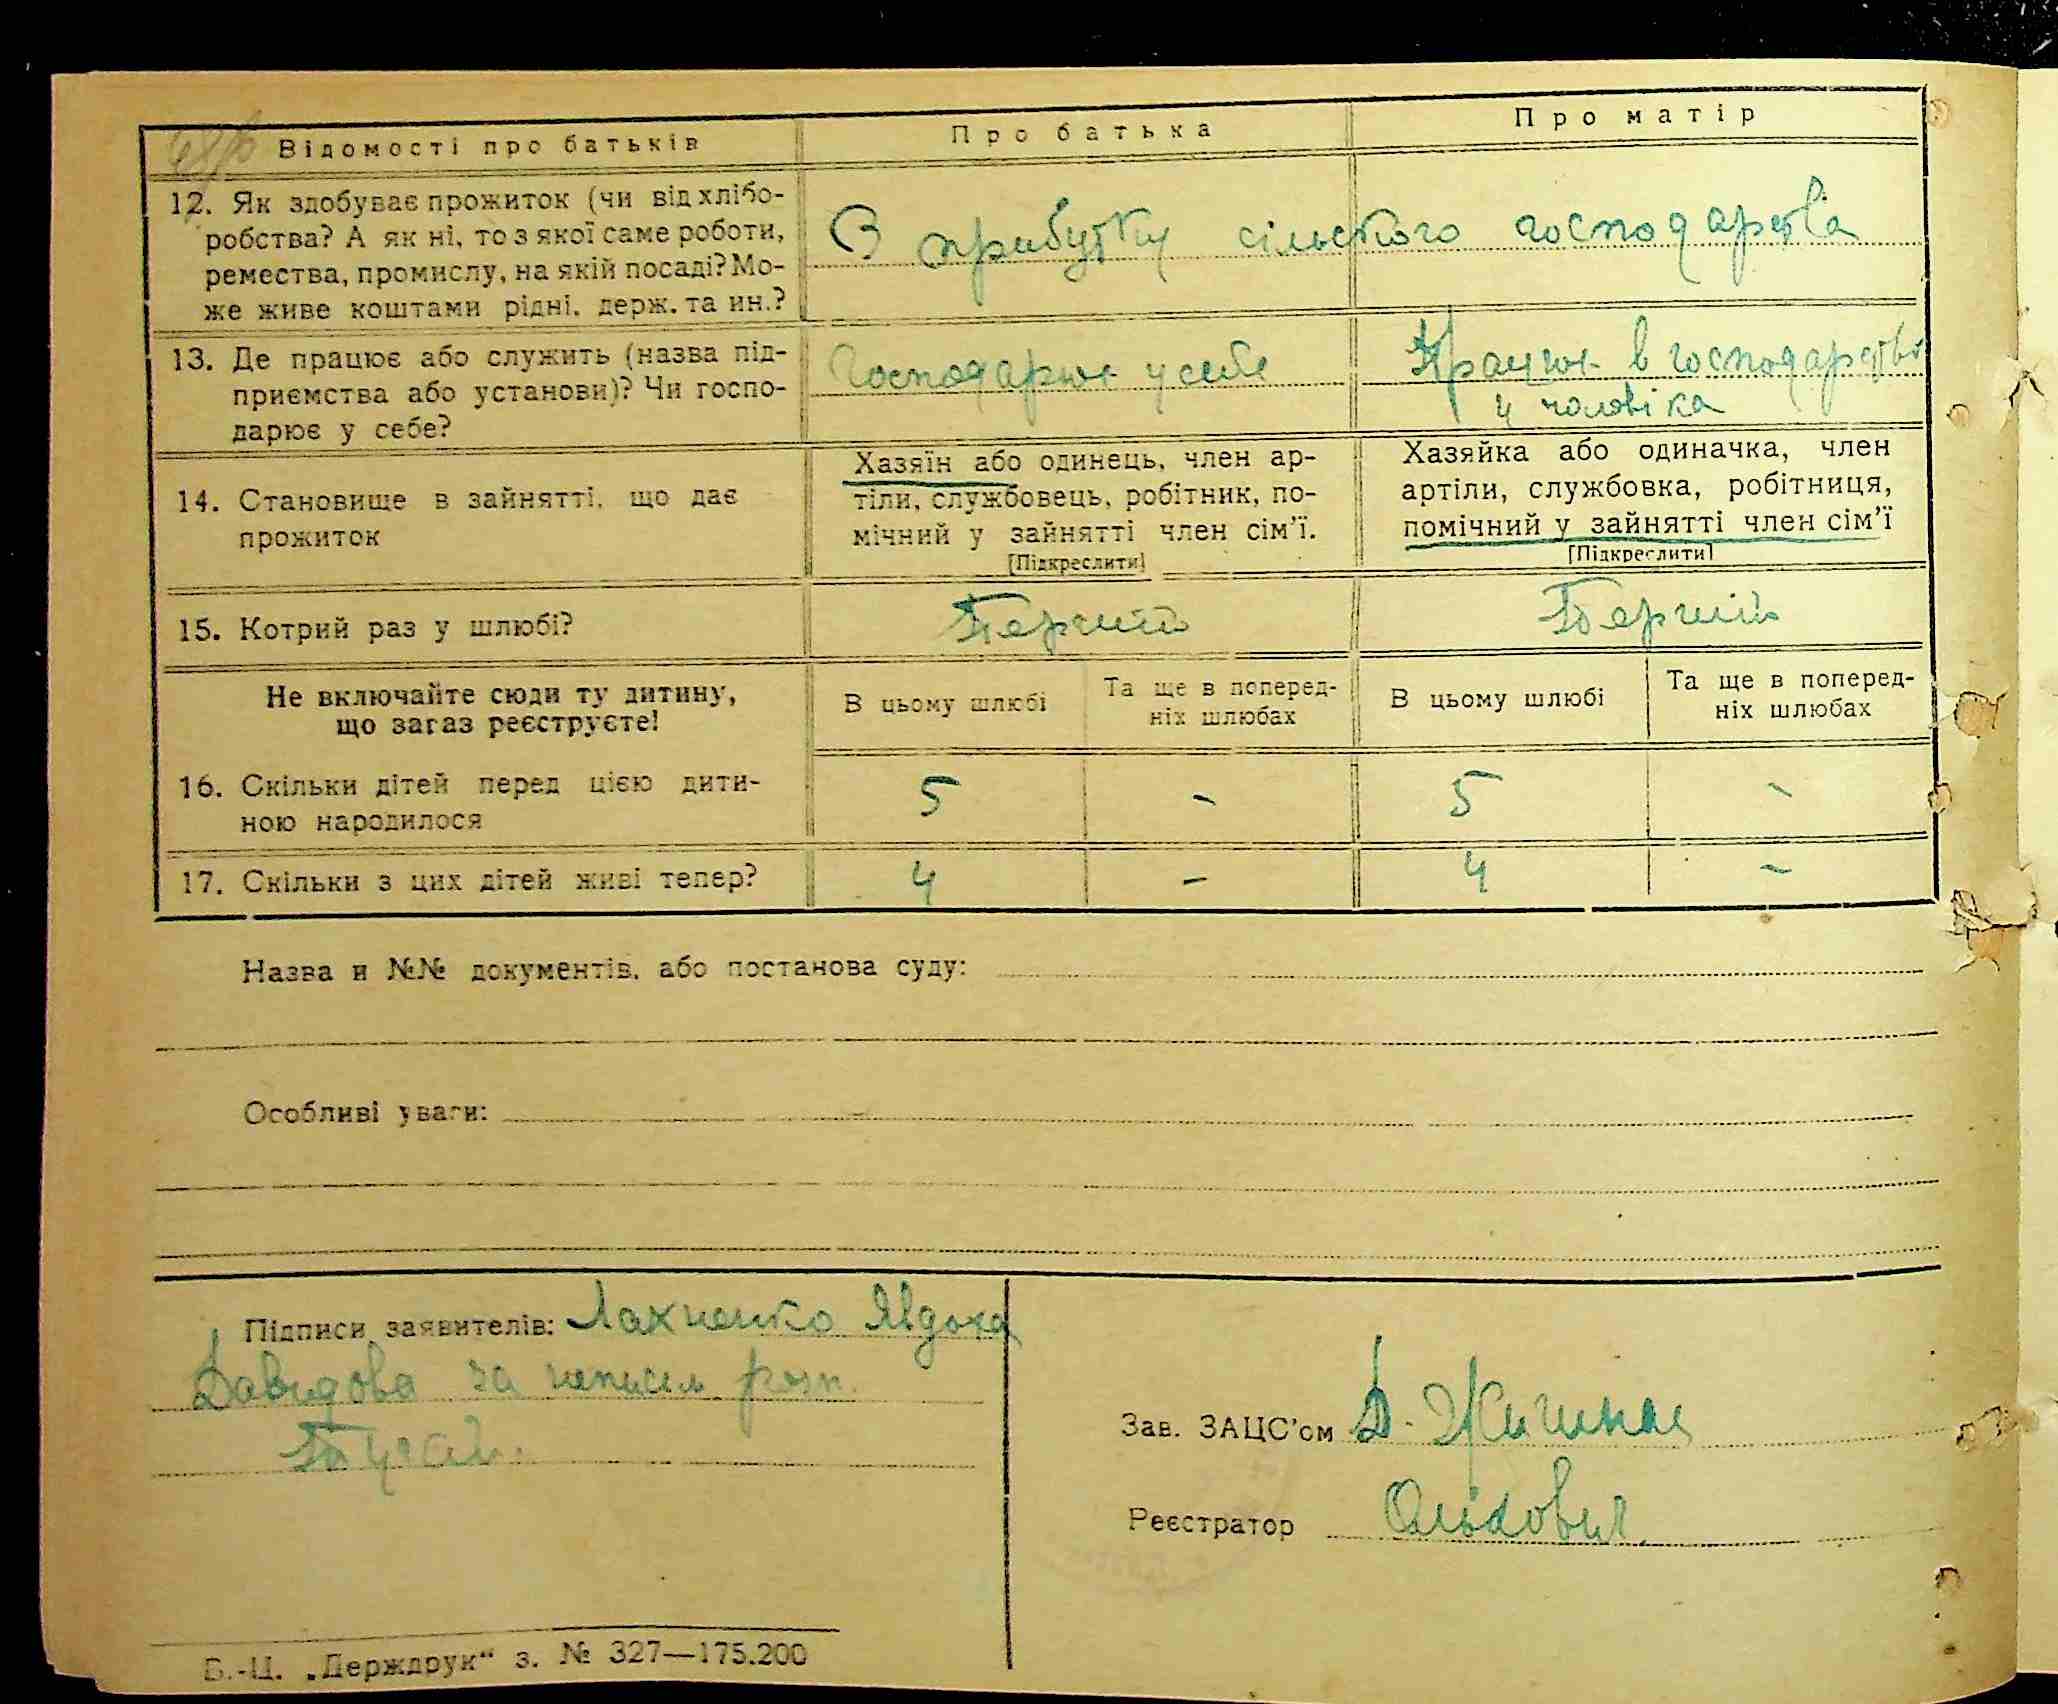 Відомості про батьків
Про батька
Про матір
12. Як здобуває прожиток (чи від хлібо-
робства? А як ні, то з якої саме роботи,
ремества, промислу, на якій посаді? Мо-
же живе коштами рідні, держ. та ин.?
З прибутку сільського господарства
13. Де працює або служить (назва під-
приємства або установи)? Чи госпо-
дарює у себе?
Господарює у себе
Працює в господарстві
4 чоловіка
14. Становище в зайнятті, що дає
прожиток
Хазяїн або одинець, член ар-
тіли, службовець, робітник, по-
мічний у зайнятті член сім'ї.
[Підкреслити]
Хазяйка або одиначка, член
артіли, службовка, робітниця,
помічний у зайнятті член сім'ї
[Підкреслити]
15. Котрий раз у шлюбі?
Перший
Перший
Не включайте сюди ту дитину,
що зараз реєструєте!
В цьому шлюбі
Та ще в поперед-
ніх шлюбах
В цьому шлюбі
Та ще в поперед-
ніх шлюбах
16. Скільки дітей перед цією дити-
ною народилося
5 - 5 -
17. Скільки з цих дітей живі тепер?
4 - 4 -
Назва и №№ документів, або постанова суду:
Особливі уваги:
Підписи заявителів: Лахненко Явдоха
Давидова за неписьм розп.
Зав. ЗАЦС'ом Д.
Реєстратор
Б.-Ц. „Держдрук“ з. № 327—175.200